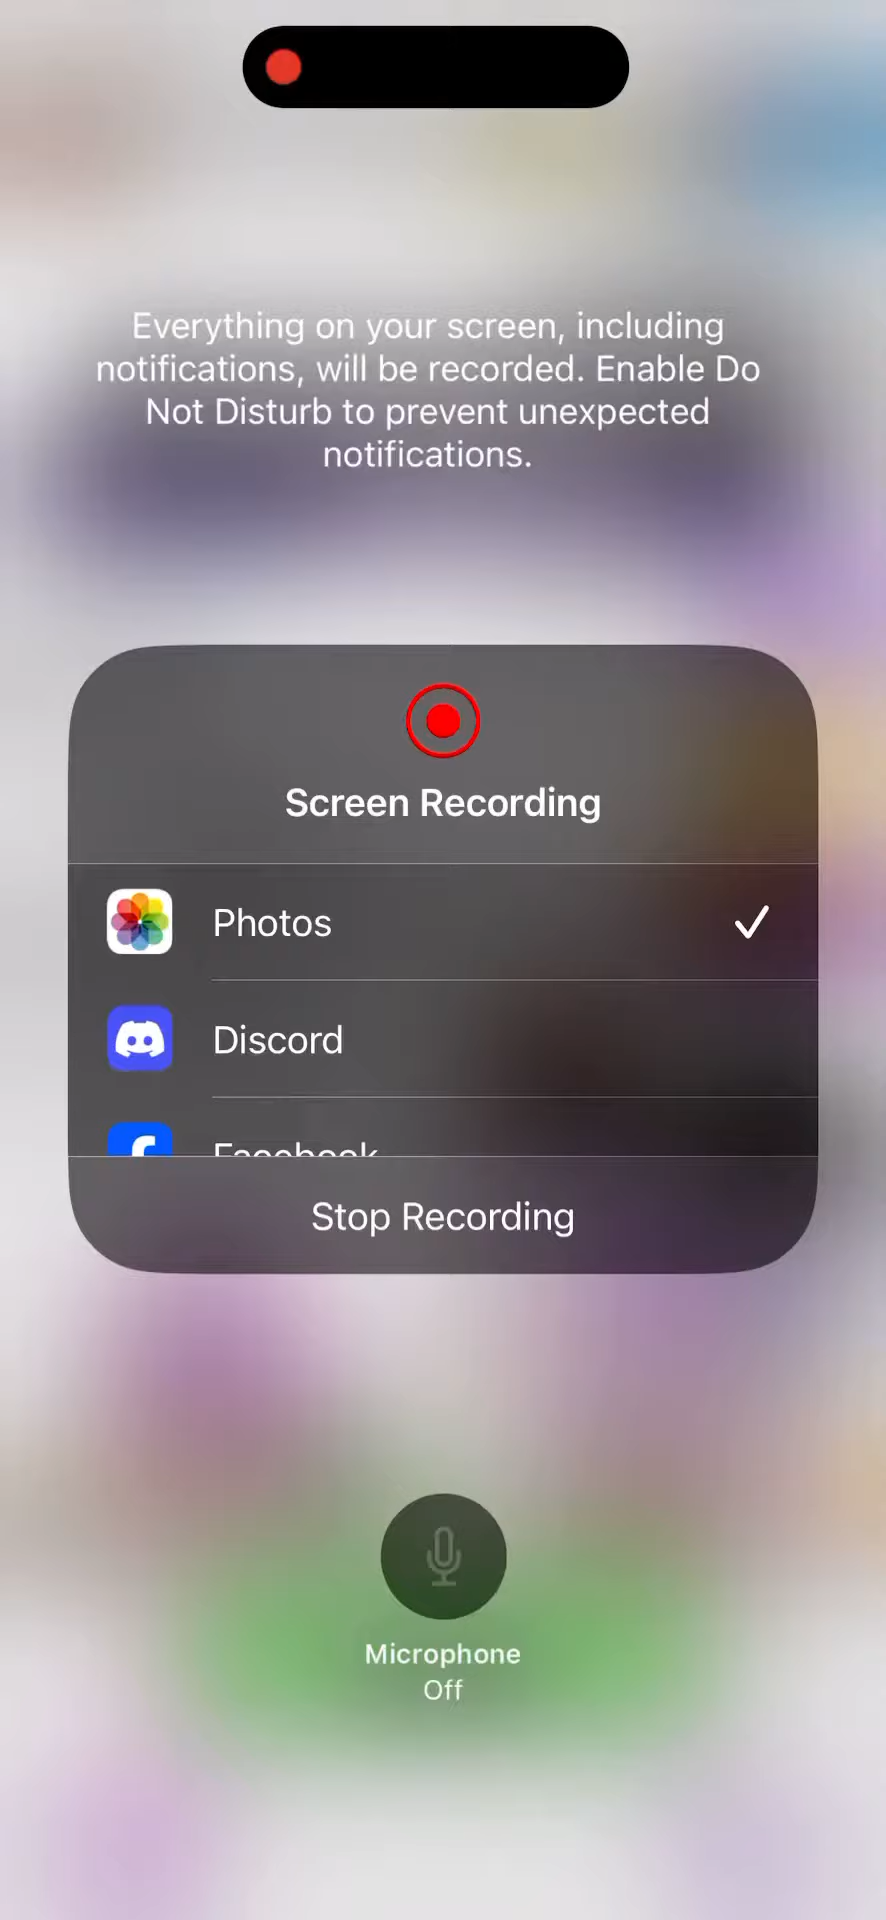 Everything on your screen, including
notifications, will be recorded. Enable Do
Not Disturb to prevent unexpected
notifications.
Screen Recording
Photos
Discord
Facebook
Stop Recording
Microphone
Off